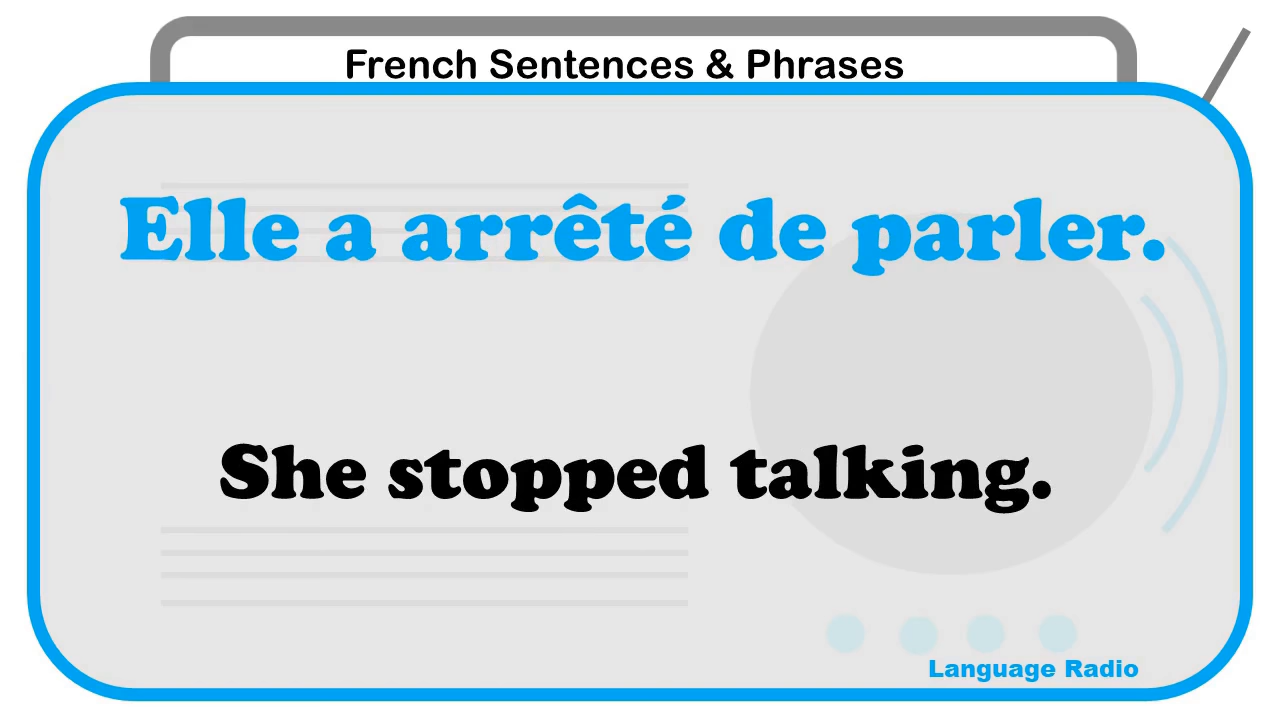 French Sentences & Phrases
Elle a arrêté de parler.
She stopped talking.
Language Radio